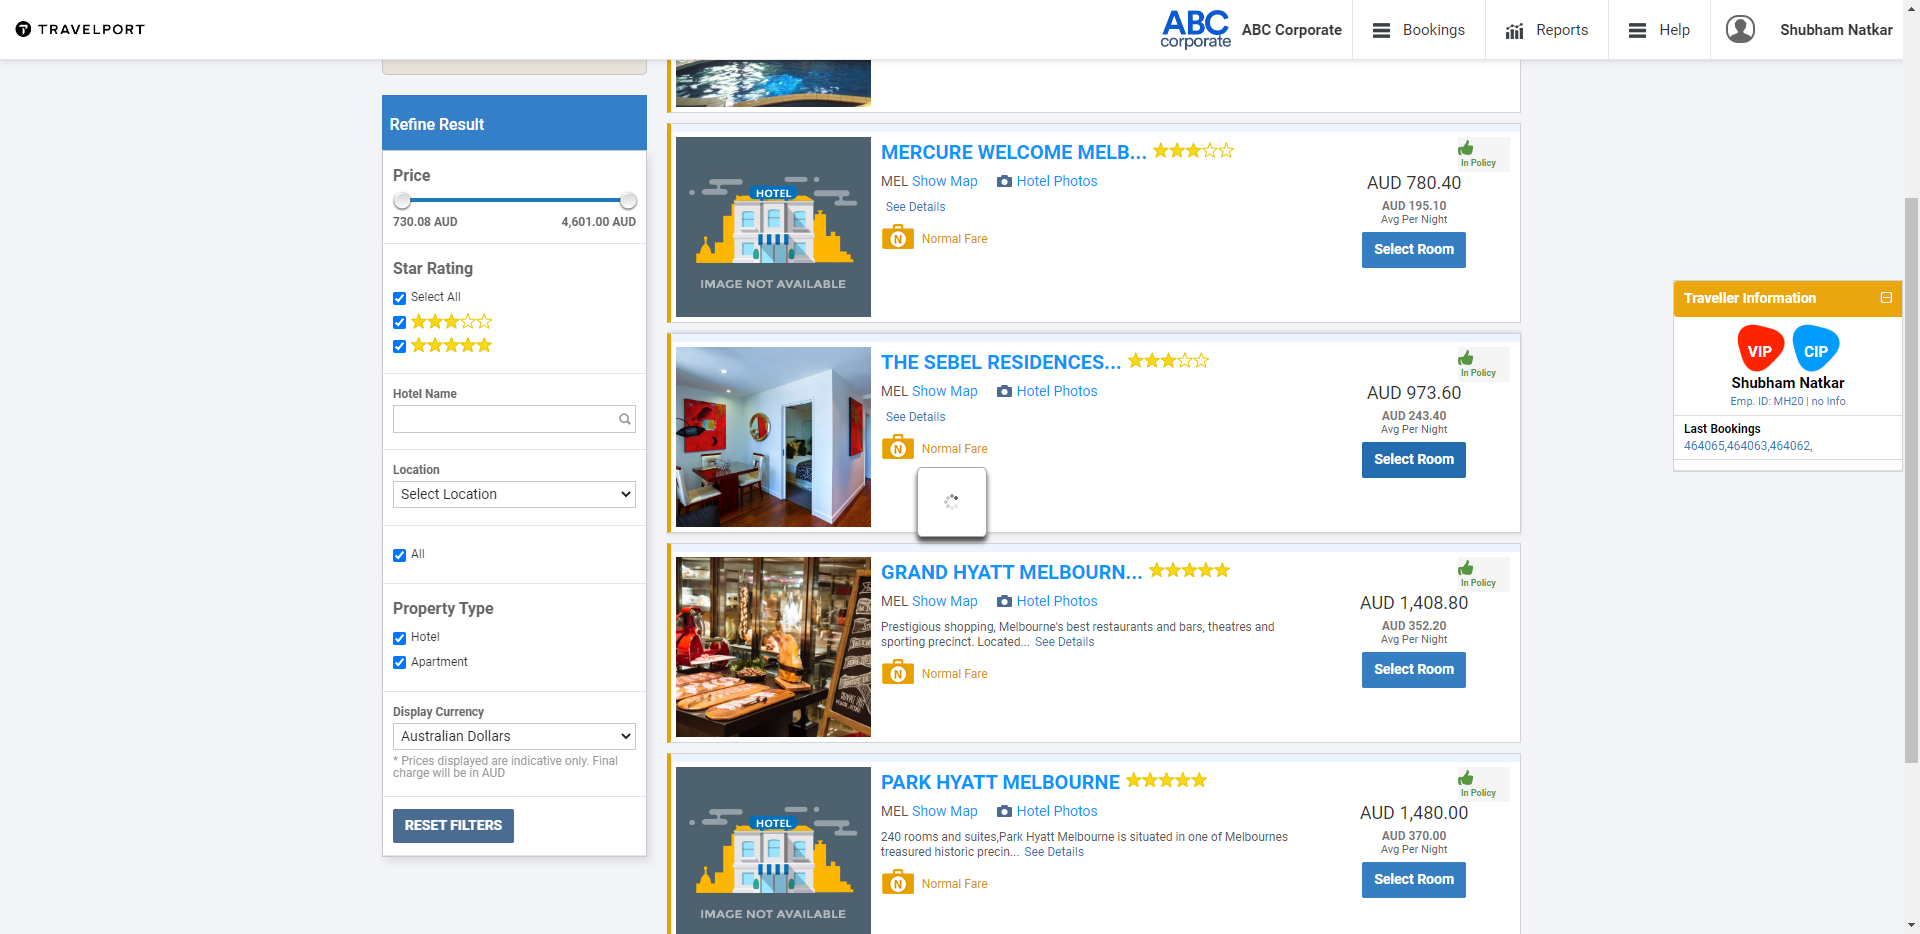 TRAVELPORT
ABC
corporate
ABC Corporate
Bookings
Reports
Help
Shubham Natkar
Refine Result
Price
730.08 AUD
4,601.00 AUD
Star Rating
Select All
Hotel Name
Location
Select Location
All
Property Type
Hotel
Apartment
Display Currency
Australian Dollars
* Prices displayed are indicative only. Final
charge will be in AUD
RESET FILTERS
HOTEL
IMAGE NOT AVAILABLE
MERCURE WELCOME MELB...
MEL Show Map Hotel Photos
See Details
N Normal Fare
In Policy
AUD 780.40
AUD 195.10
Avg Per Night
Select Room
THE SEBEL RESIDENCES...
MEL Show Map Hotel Photos
See Details
N Normal Fare
In Policy
AUD 973.60
AUD 243.40
Avg Per Night
Select Room
GRAND HYATT MELBOURN...
MEL Show Map Hotel Photos
Prestigious shopping, Melbourne's best restaurants and bars, theatres and
sporting precinct. Located... See Details
N Normal Fare
In Policy
AUD 1,408.80
AUD 352.20
Avg Per Night
Select Room
HOTEL
IMAGE NOT AVAILABLE
PARK HYATT MELBOURNE
MEL Show Map Hotel Photos
240 rooms and suites,Park Hyatt Melbourne is situated in one of Melbournes
treasured historic precin... See Details
N Normal Fare
In Policy
AUD 1,480.00
AUD 370.00
Avg Per Night
Select Room
Traveller Information
VIP
CIP
Shubham Natkar
Emp. ID: MH20 | no Info
Last Bookings
464065,464063,464062,